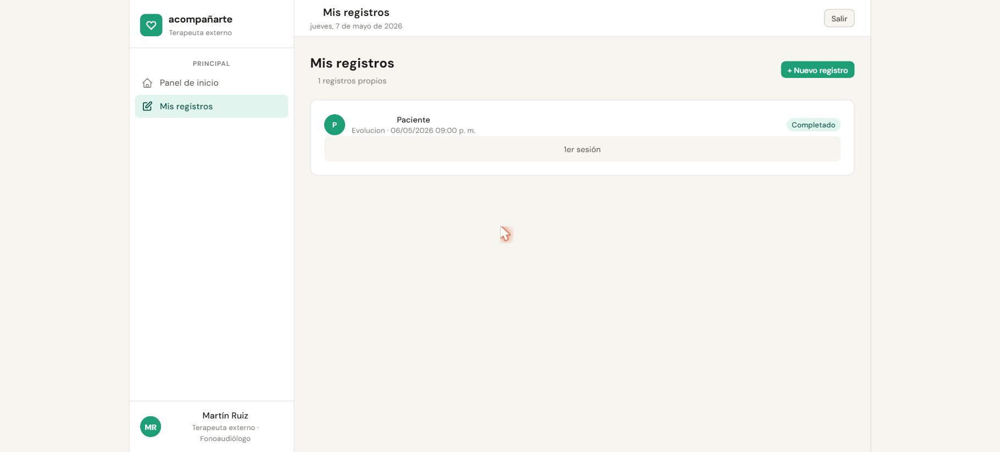 acompañarte
Terapeuta externo
PRINCIPAL
Panel de inicio
Mis registros
Martín Ruiz
MR
Terapeuta externo ·
Fonoaudiólogo
Mis registros
jueves, 7 de mayo de 2026
Salir
Mis registros
1 registros propios
+ Nuevo registro
P
Paciente
Evolucion · 06/05/2026 09:00 p. m.
Completado
1er sesión